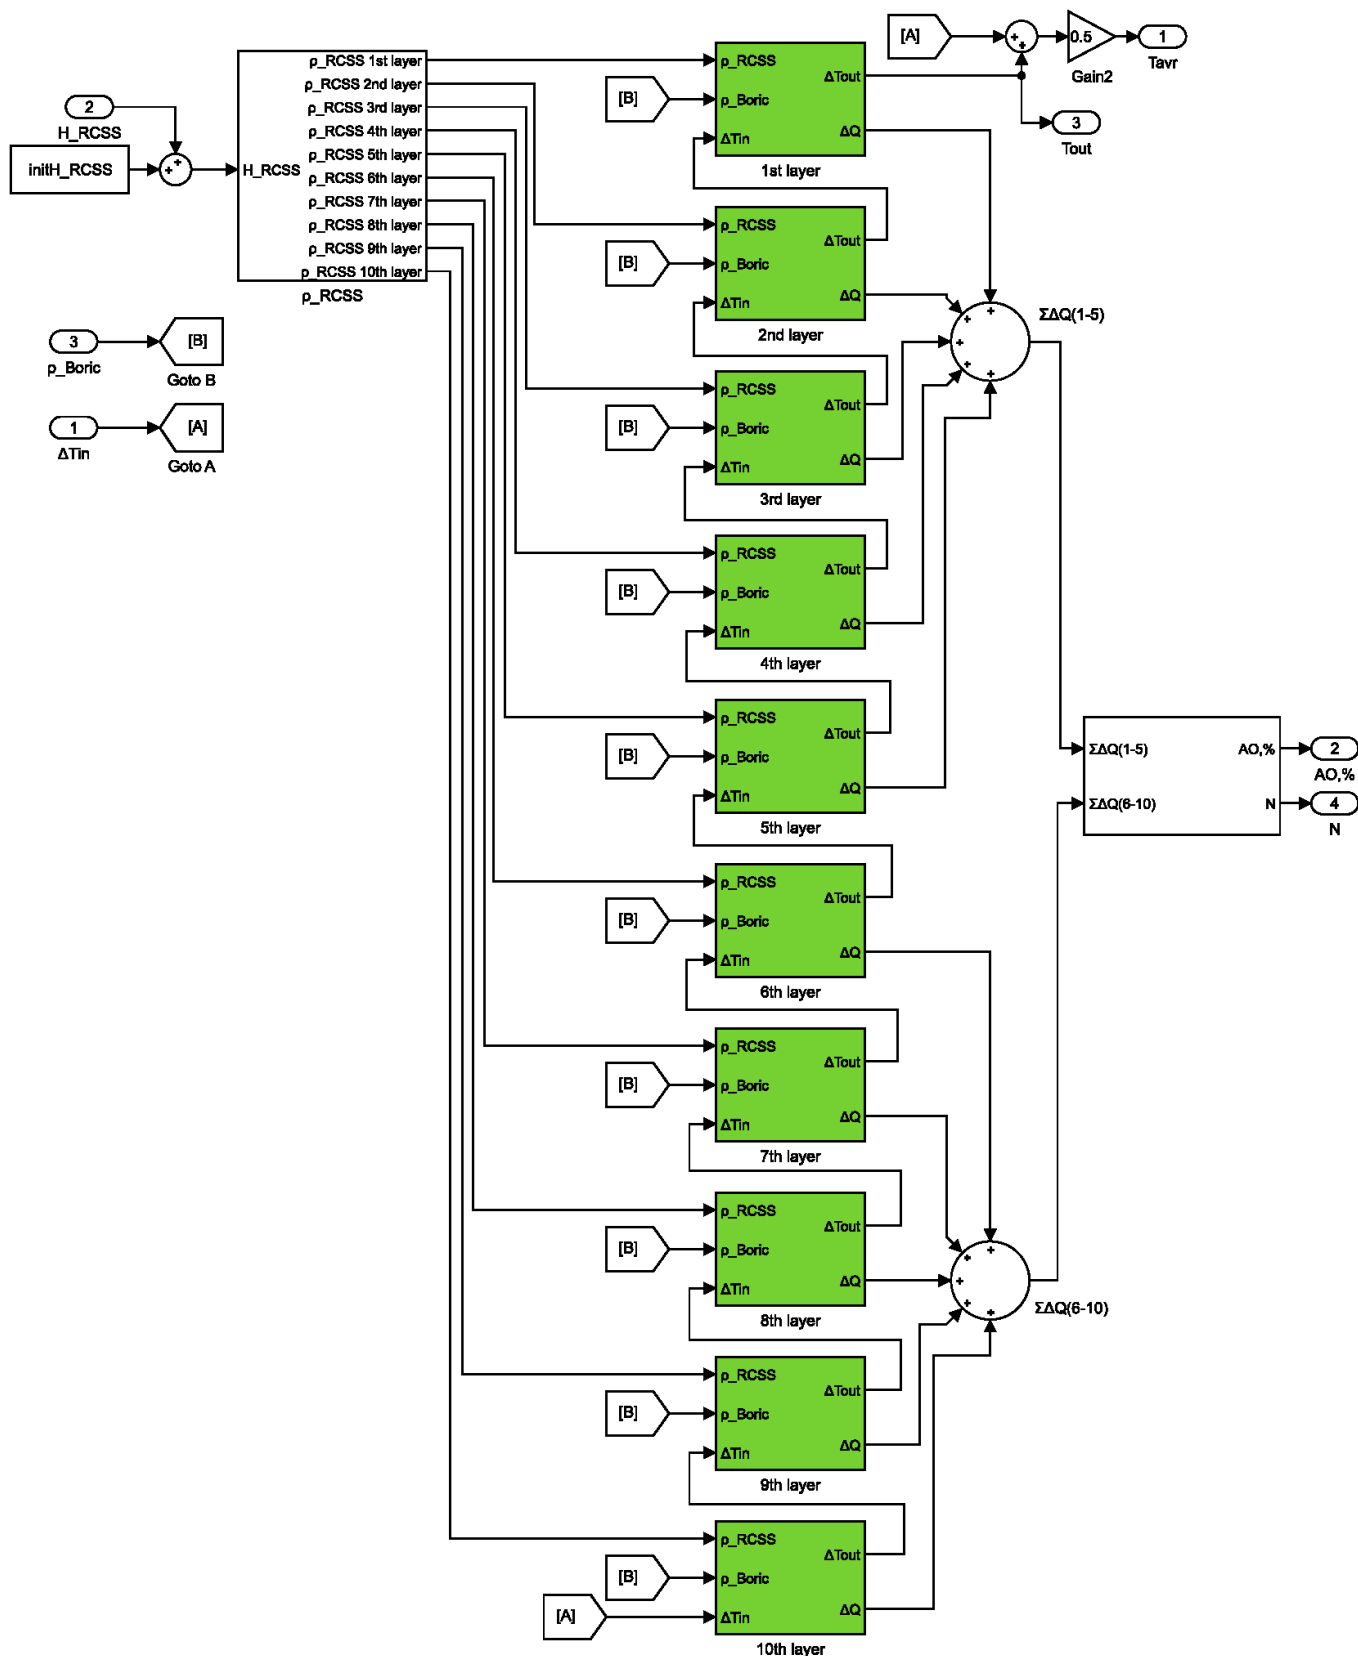 [A]
+
+
0.5
Gain2
1
Tavr
3
Tout
2
H_RCSS
initH_RCSS
+
+
H_RCSS
ρ_RCSS 1st layer
ρ_RCSS 2nd layer
ρ_RCSS 3rd layer
ρ_RCSS 4th layer
ρ_RCSS 5th layer
ρ_RCSS 6th layer
ρ_RCSS 7th layer
ρ_RCSS 8th layer
ρ_RCSS 9th layer
ρ_RCSS 10th layer
ρ_RCSS
3
ρ_Boric
[B]
Goto B
1
ΔTin
[A]
Goto A
[B]
ρ_RCSS
ρ_Boric
ΔTin
ΔTout
ΔQ
1st layer
[B]
ρ_RCSS
ρ_Boric
ΔTin
ΔTout
ΔQ
2nd layer
[B]
ρ_RCSS
ρ_Boric
ΔTin
ΔTout
ΔQ
3rd layer
[B]
ρ_RCSS
ρ_Boric
ΔTin
ΔTout
ΔQ
4th layer
[B]
ρ_RCSS
ρ_Boric
ΔTin
ΔTout
ΔQ
5th layer
+
+
+
+
+
ΣΔQ(1-5)
[B]
ρ_RCSS
ρ_Boric
ΔTin
ΔTout
ΔQ
6th layer
[B]
ρ_RCSS
ρ_Boric
ΔTin
ΔTout
ΔQ
7th layer
[B]
ρ_RCSS
ρ_Boric
ΔTin
ΔTout
ΔQ
8th layer
[B]
ρ_RCSS
ρ_Boric
ΔTin
ΔTout
ΔQ
9th layer
[B]
[A]
ρ_RCSS
ρ_Boric
ΔTin
ΔTout
ΔQ
10th layer
+
+
+
+
+
ΣΔQ(6-10)
ΣΔQ(1-5)
ΣΔQ(6-10)
AO,%
N
2
AO,%
4
N